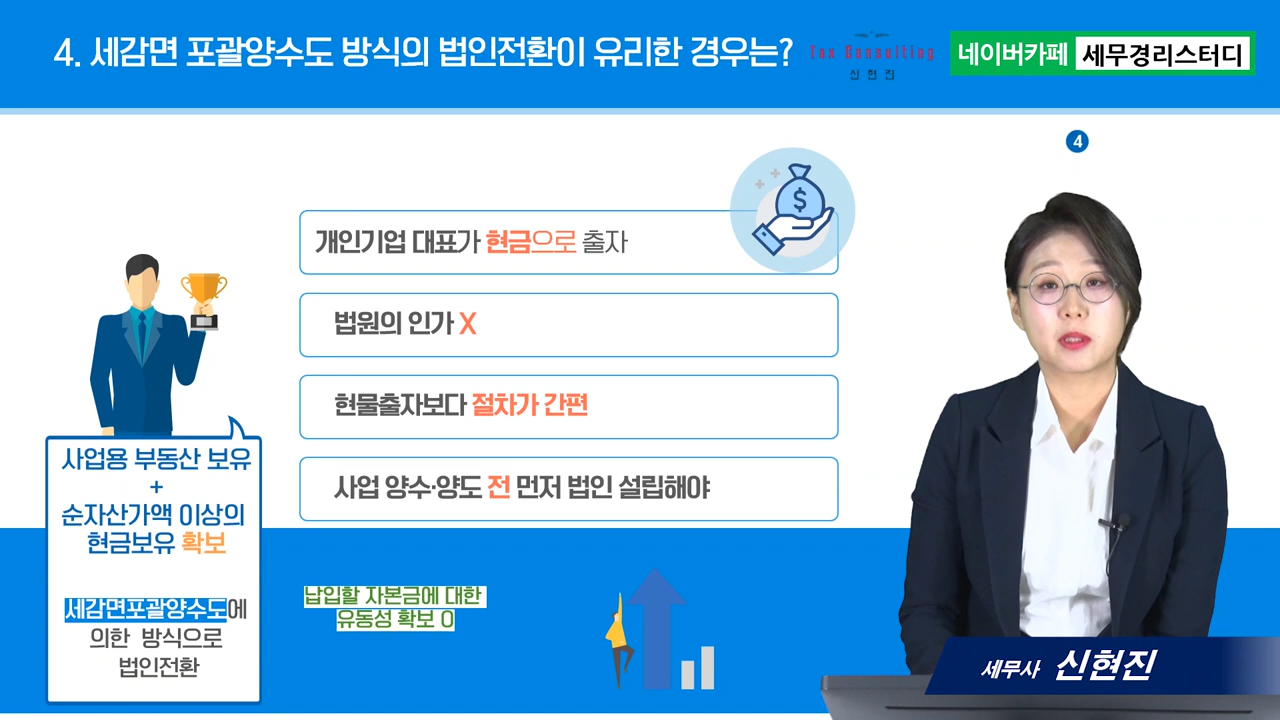 4. 세감면 포괄양수도 방식의 법인전환이 유리한 경우는?
Tax Consulting
신현진
네이버카페 세무경리스터디
4
$
개인기업 대표가 현금으로 출자
법원의 인가 X
현물출자보다 절차가 간편
사업 양수·양도 전 먼저 법인 설립해야
사업용 부동산 보유
+
순자산가액 이상의
현금보유 확보
세감면포괄양수도에
의한 방식으로
법인전환
납입할 자본금에 대한
유동성 확보 O
세무사 신현진